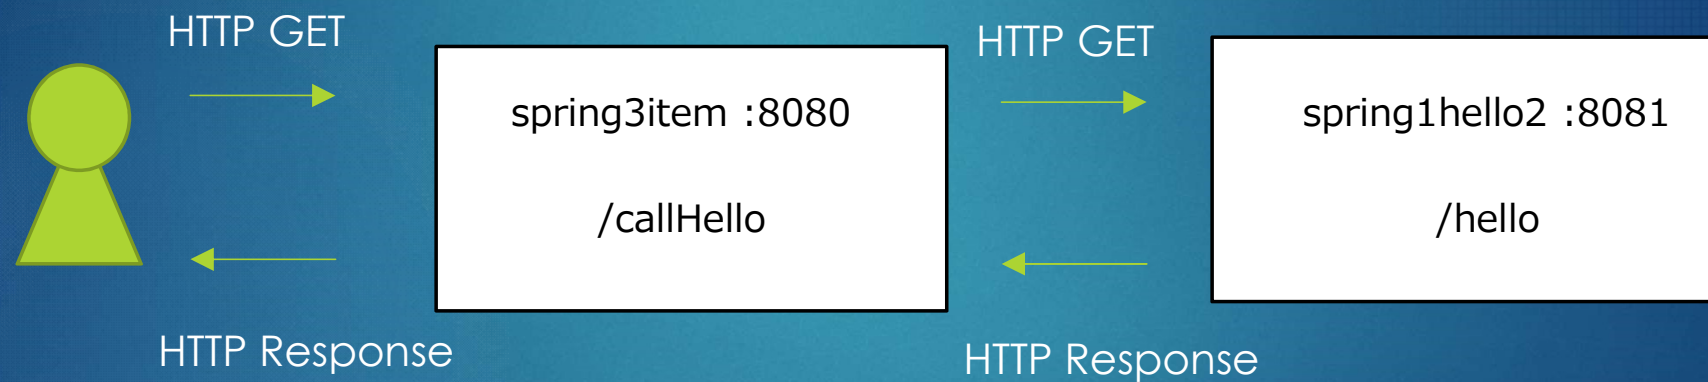 HTTP GET
spring3item :8080
/callHello
HTTP Response
HTTP GET
spring1hello2 :8081
/hello
HTTP Response